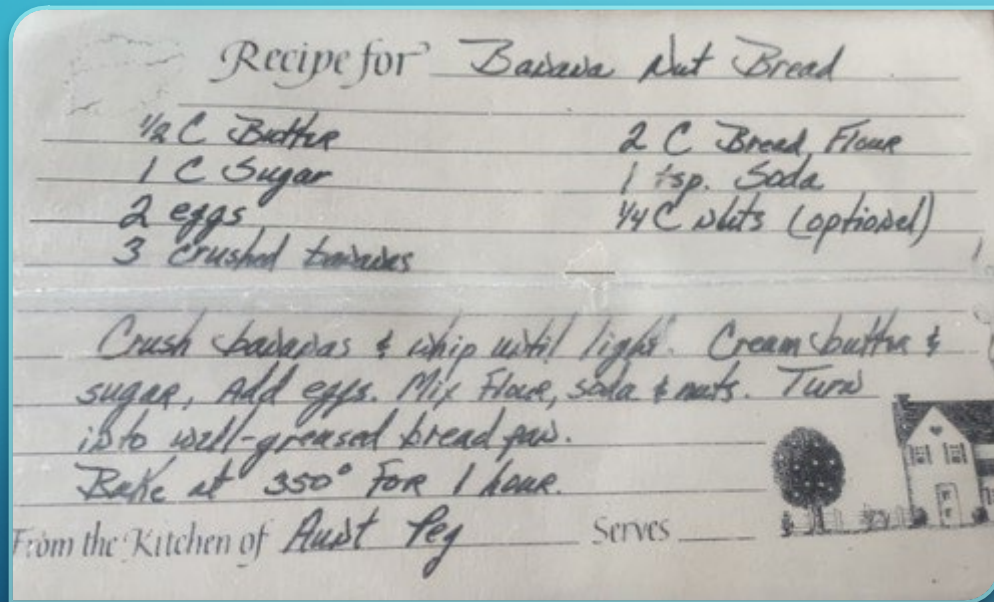 Recipe for Banana Nut Bread
1/2 C Butter 2 C Bread Flour
1 C Sugar 1 tsp. Soda
2 eggs 1/4 C Nuts (optional)
3 crushed bananas
Crush bananas & whip until light. Cream butter &
sugar, Add eggs. Mix Flour, soda & nuts. Turn
into well-greased bread pan.
Bake at 350° For 1 hour.
From the Kitchen of Aunt Peg Serves